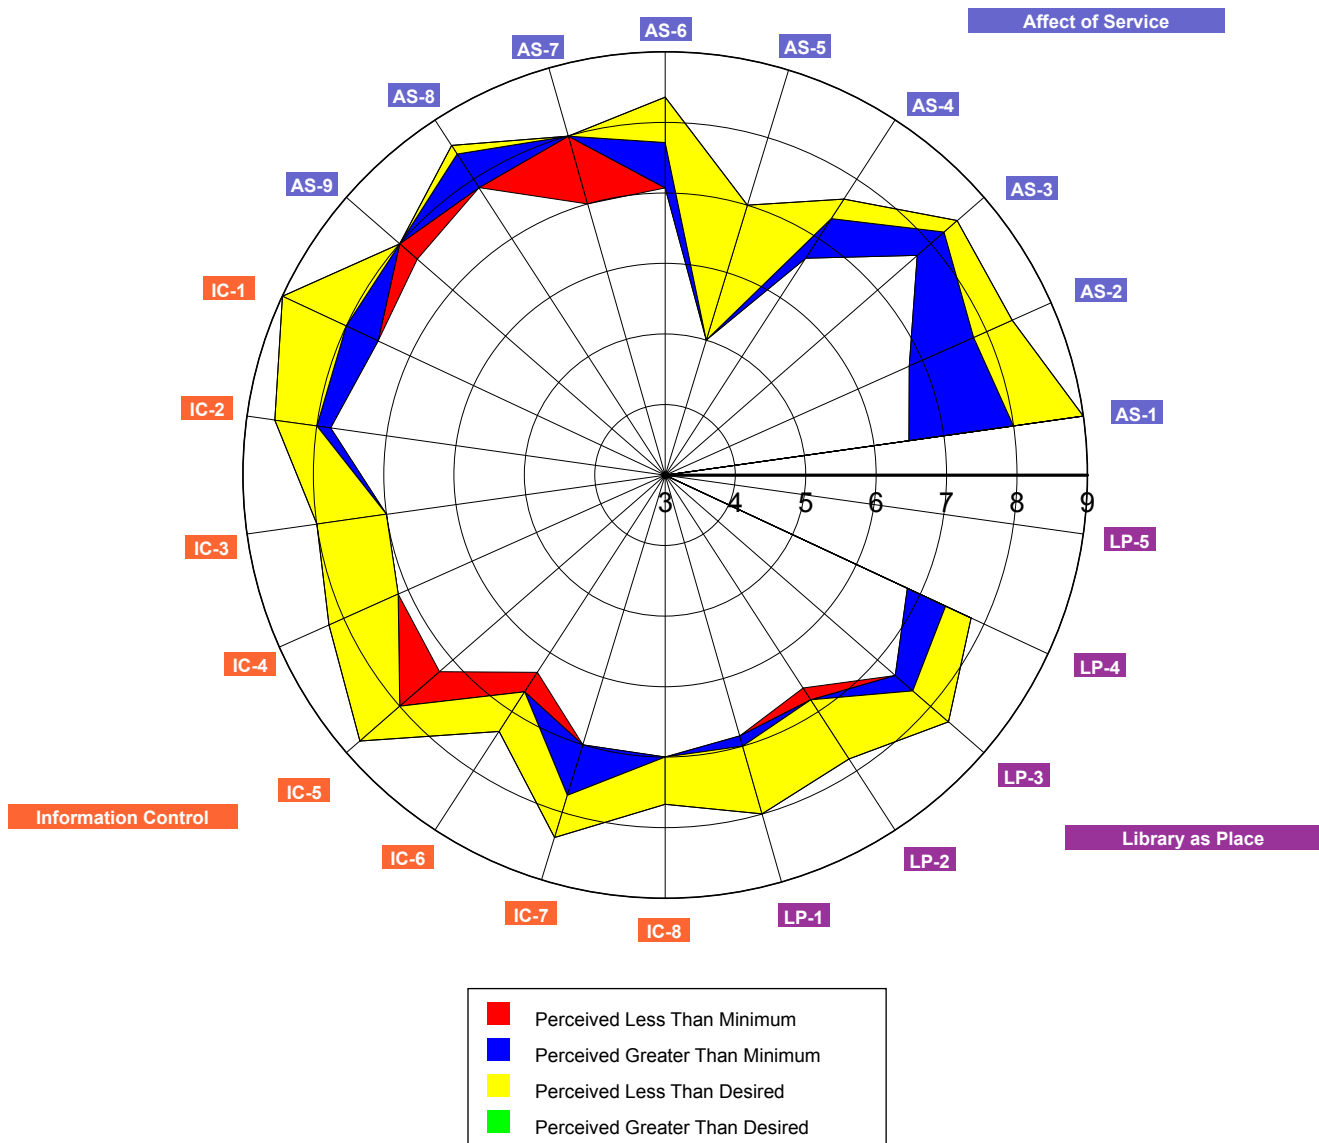 Affect of Service
AS-6
AS-7
AS-5
AS-8
AS-4
AS-9
AS-3
IC-1
AS-2
IC-2
AS-1
3 4 5 6 7 8 9
IC-3
LP-5
IC-4
LP-4
IC-5
LP-3
Information Control
Library as Place
IC-6
LP-2
IC-7
LP-1
IC-8
Perceived Less Than Minimum
Perceived Greater Than Minimum
Perceived Less Than Desired
Perceived Greater Than Desired